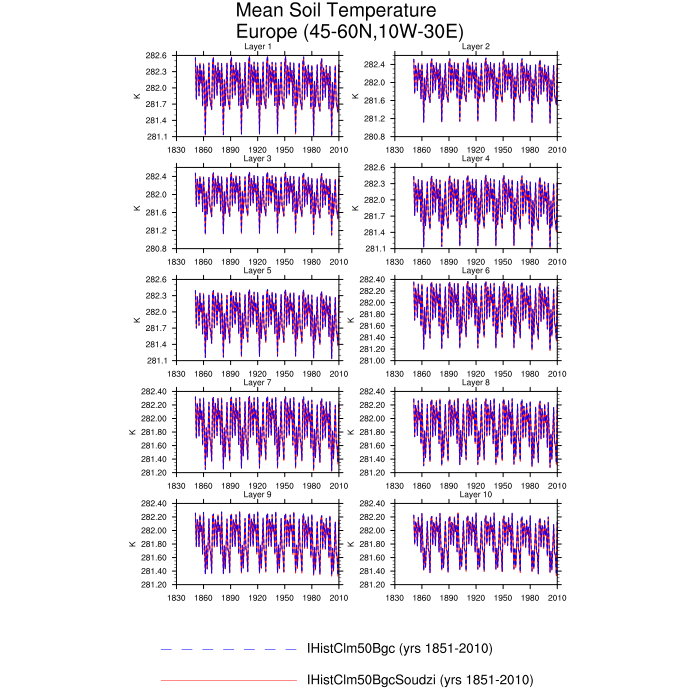 Mean Soil Temperature
Europe (45-60N,10W-30E)
Layer 1
282.6
282.3
282.0
281.7
281.4
281.1
K
1830 1860 1890 1920 1950 1980 2010
Layer 2
282.4
282.0
281.6
281.2
280.8
K
1830 1860 1890 1920 1950 1980 2010
Layer 3
282.4
282.0
281.6
281.2
280.8
K
1830 1860 1890 1920 1950 1980 2010
Layer 4
282.6
282.3
282.0
281.7
281.4
281.1
K
1830 1860 1890 1920 1950 1980 2010
Layer 5
282.6
282.3
282.0
281.7
281.4
281.1
K
1830 1860 1890 1920 1950 1980 2010
Layer 6
282.40
282.20
282.00
281.80
281.60
281.40
281.20
281.00
K
1830 1860 1890 1920 1950 1980 2010
Layer 7
282.40
282.20
282.00
281.80
281.60
281.40
281.20
K
1830 1860 1890 1920 1950 1980 2010
Layer 8
282.40
282.20
282.00
281.80
281.60
281.40
281.20
K
1830 1860 1890 1920 1950 1980 2010
Layer 9
282.40
282.20
282.00
281.80
281.60
281.40
281.20
K
1830 1860 1890 1920 1950 1980 2010
Layer 10
282.40
282.20
282.00
281.80
281.60
281.40
281.20
K
1830 1860 1890 1920 1950 1980 2010
IHistClm50Bgc (yrs 1851-2010)
IHistClm50BgcSoudzi (yrs 1851-2010)